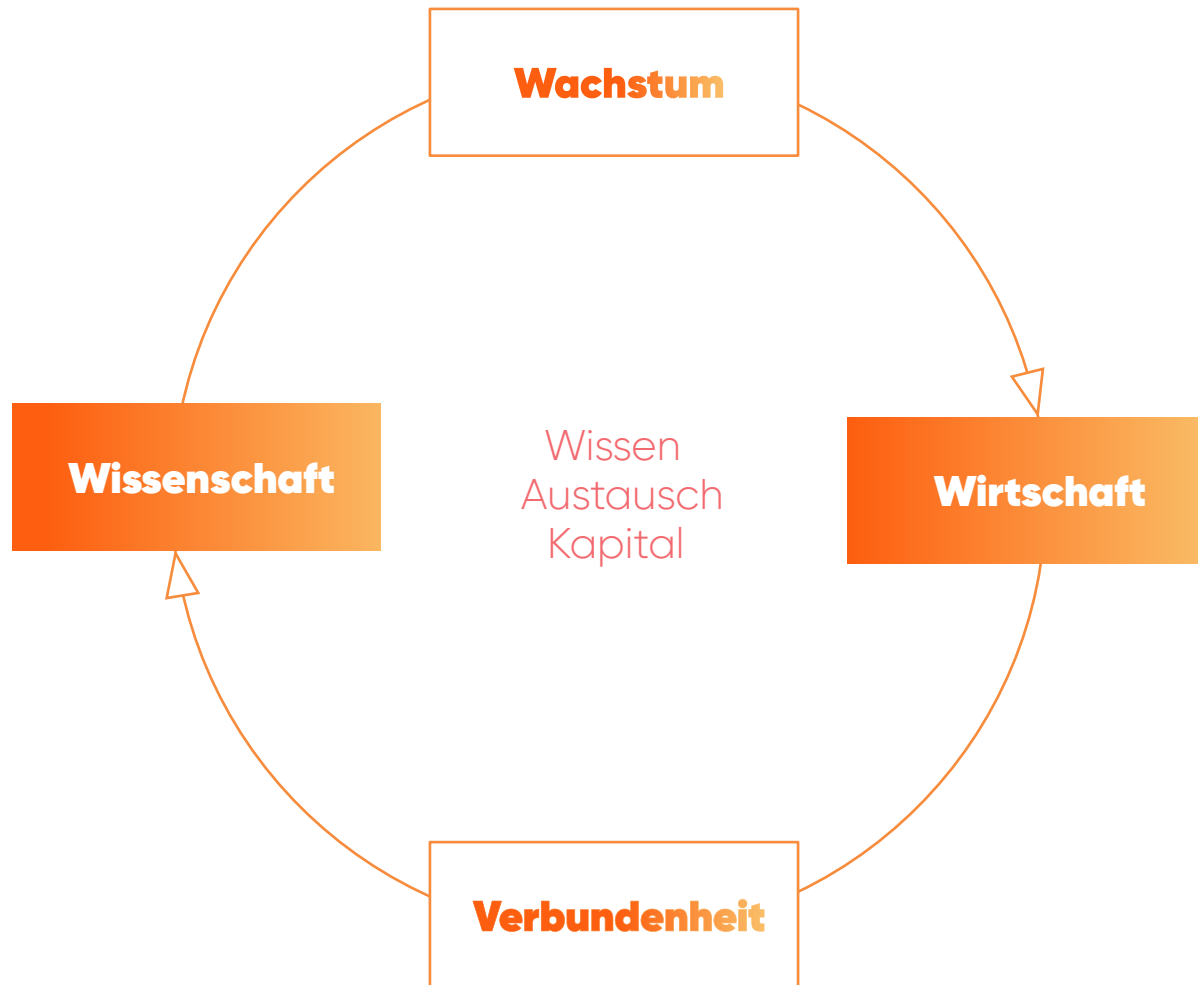 Wachstum
Wissenschaft
Wissen
Austausch
Kapital
Wirtschaft
Verbundenheit